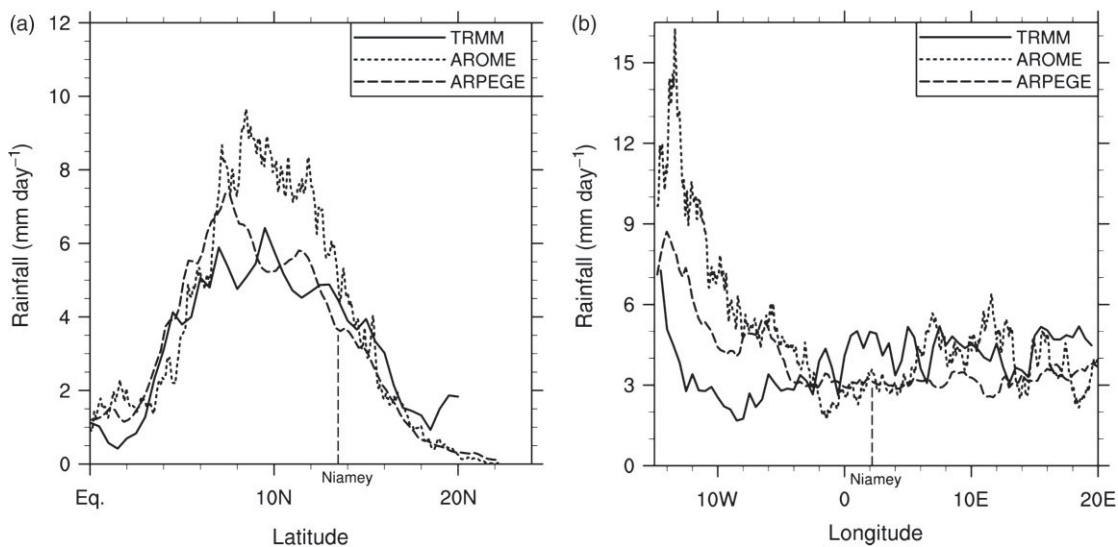 (a)
12
10
8
6
4
2
0
Rainfall (mm day⁻¹)
TRMM
AROME
ARPEGE
Niamey
Eq.
10N
20N
Latitude
(b)
15
12
9
6
3
0
Rainfall (mm day⁻¹)
TRMM
AROME
ARPEGE
Niamey
10W
0
10E
20E
Longitude